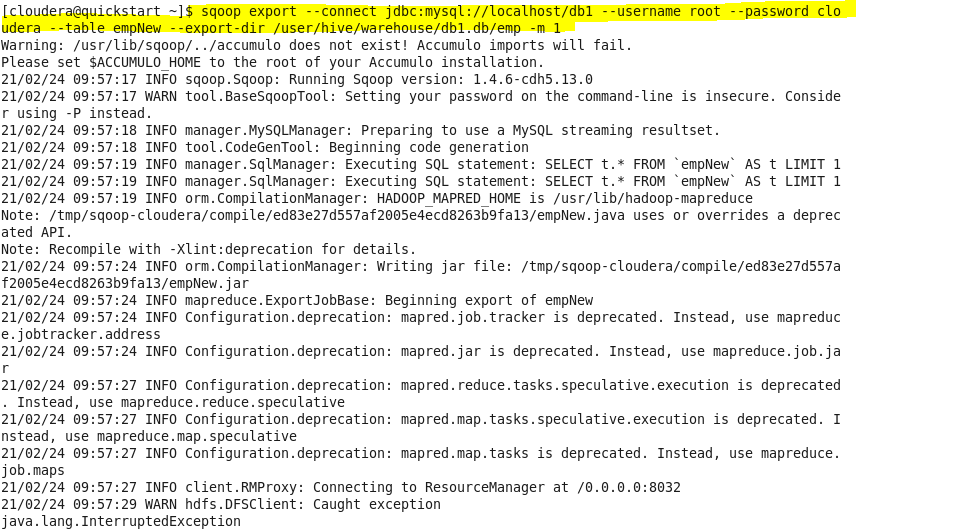 [cloudera@quickstart ~]$ sqoop export --connect jdbc:mysql://localhost/db1 --username root --password clo
udera --table empNew --export-dir /user/hive/warehouse/db1.db/emp -m 1
Warning: /usr/lib/sqoop/../accumulo does not exist! Accumulo imports will fail.
Please set $ACCUMULO_HOME to the root of your Accumulo installation.
21/02/24 09:57:17 INFO sqoop.Sqoop: Running Sqoop version: 1.4.6-cdh5.13.0
21/02/24 09:57:17 WARN tool.BaseSqoopTool: Setting your password on the command-line is insecure. Conside
r using -P instead.
21/02/24 09:57:18 INFO manager.MySQLManager: Preparing to use a MySQL streaming resultset.
21/02/24 09:57:18 INFO tool.CodeGenTool: Beginning code generation
21/02/24 09:57:19 INFO manager.SqlManager: Executing SQL statement: SELECT t.* FROM `empNew` AS t LIMIT 1
21/02/24 09:57:19 INFO manager.SqlManager: Executing SQL statement: SELECT t.* FROM `empNew` AS t LIMIT 1
21/02/24 09:57:19 INFO orm.CompilationManager: HADOOP_MAPRED_HOME is /usr/lib/hadoop-mapreduce
Note: /tmp/sqoop-cloudera/compile/ed83e27d557af2005e4ecd8263b9fa13/empNew.java uses or overrides a deprec
ated API.
Note: Recompile with -Xlint:deprecation for details.
21/02/24 09:57:24 INFO orm.CompilationManager: Writing jar file: /tmp/sqoop-cloudera/compile/ed83e27d557a
f2005e4ecd8263b9fa13/empNew.jar
21/02/24 09:57:24 INFO mapreduce.ExportJobBase: Beginning export of empNew
21/02/24 09:57:24 INFO Configuration.deprecation: mapred.job.tracker is deprecated. Instead, use mapreduc
e.jobtracker.address
21/02/24 09:57:24 INFO Configuration.deprecation: mapred.jar is deprecated. Instead, use mapreduce.job.ja
r
21/02/24 09:57:27 INFO Configuration.deprecation: mapred.reduce.tasks.speculative.execution is deprecated
. Instead, use mapreduce.reduce.speculative
21/02/24 09:57:27 INFO Configuration.deprecation: mapred.map.tasks.speculative.execution is deprecated. I
nstead, use mapreduce.map.speculative
21/02/24 09:57:27 INFO Configuration.deprecation: mapred.map.tasks is deprecated. Instead, use mapreduce.
job.maps
21/02/24 09:57:27 INFO client.RMProxy: Connecting to ResourceManager at /0.0.0.0:8032
21/02/24 09:57:29 WARN hdfs.DFSClient: Caught exception
java.lang.InterruptedException